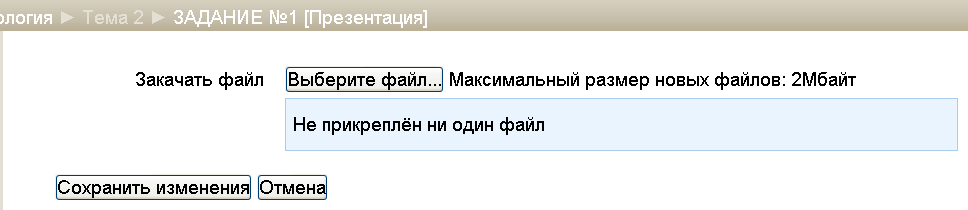 ология ► Тема 2 ► ЗАДАНИЕ №1 [Презентация]
Закачать файл Выберите файл... Максимальный размер новых файлов: 2Мбайт
Не прикреплён ни один файл
Сохранить изменения Отмена